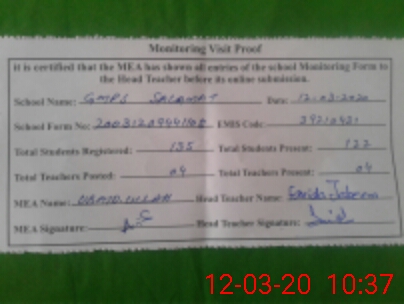 Monitoring Visit Proof
It is certified that the MEA has shown all entries of the school Monitoring Form to
the Head Teacher before its online submission.
School Name: GMPS SALAMAT Date: 12-03-2020
School Form No: EMIS Code:
Total Students Registered: 135 Total Students Present: 122
Total Teachers Posted: 04 Total Teachers Present: 04
MEA Name: UBAIDULLAH Head Teacher Name:
MEA Signature: Head Teacher Signature:
12-03-20 10:37